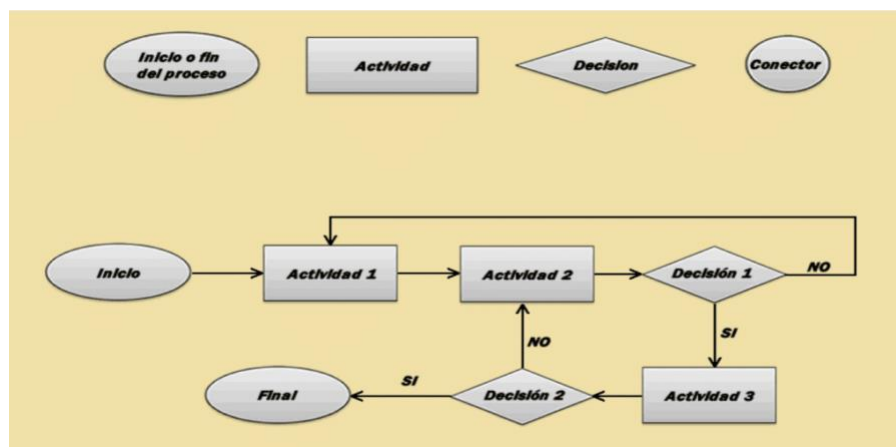 Inicio o fin
del proceso
Actividad
Decision
Conector
Inicio
Actividad 1
Actividad 2
Decisión 1
NO
SI
NO
Final
SI
Decisión 2
Actividad 3